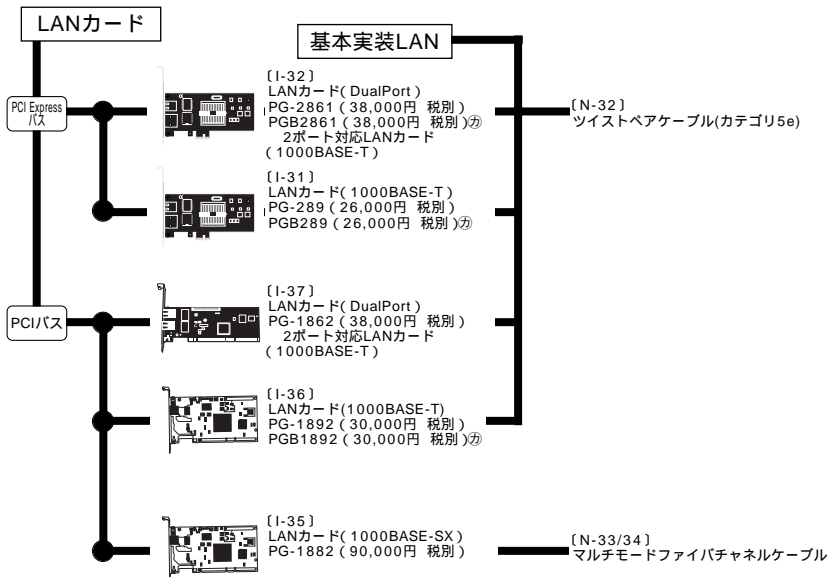 LANカード
基本実装LAN
PCI Express
バス
〔I-32〕
LANカード(DualPort)
PG-2861(38,000円 税別)
PGB2861(38,000円 税別)㋕
2ポート対応LANカード
(1000BASE-T)
〔N-32〕
ツイストペアケーブル(カテゴリ5e)
〔I-31〕
LANカード(1000BASE-T)
PG-289(26,000円 税別)
PGB289(26,000円 税別)㋕
PCIバス
〔I-37〕
LANカード(DualPort)
PG-1862(38,000円 税別)
2ポート対応LANカード
(1000BASE-T)
〔I-36〕
LANカード(1000BASE-T)
PG-1892(30,000円 税別)
PGB1892(30,000円 税別)㋕
〔I-35〕
LANカード(1000BASE-SX)
PG-1882(90,000円 税別)
〔N-33/34〕
マルチモードファイバチャネルケーブル